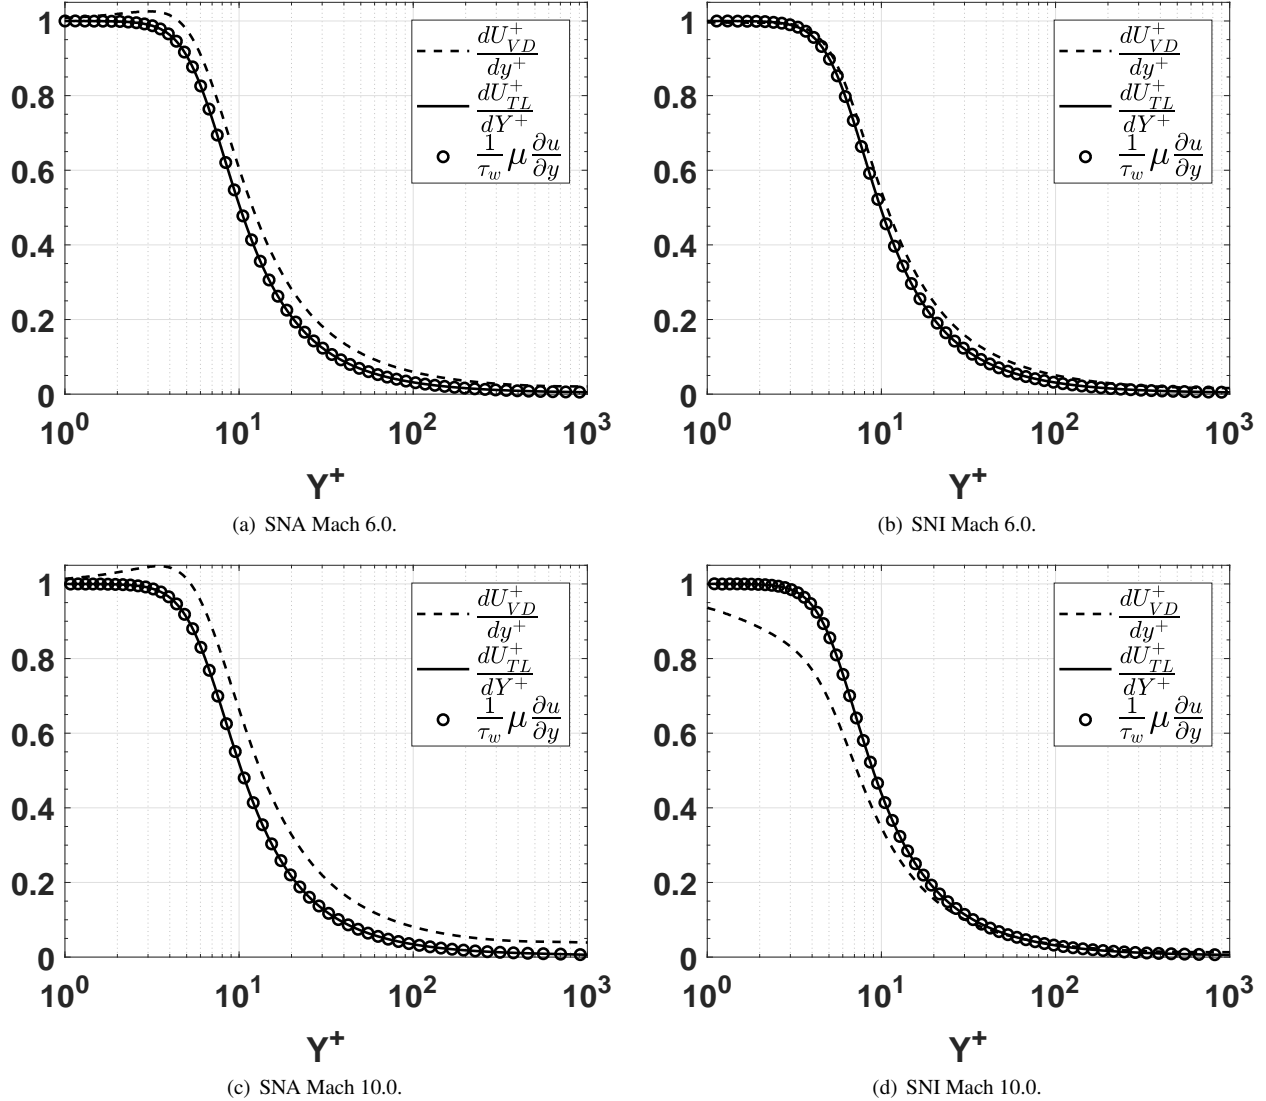 1
0.8
0.6
0.4
0.2
0
10^0
10^1
10^2
10^3
Y^+
dU^+_{VD}
dy^+
dU^+_{TL}
dY^+
1/τ_w μ ∂u/∂y
(a) SNA Mach 6.0.
1
0.8
0.6
0.4
0.2
0
10^0
10^1
10^2
10^3
Y^+
dU^+_{VD}
dy^+
dU^+_{TL}
dY^+
1/τ_w μ ∂u/∂y
(b) SNI Mach 6.0.
1
0.8
0.6
0.4
0.2
0
10^0
10^1
10^2
10^3
Y^+
dU^+_{VD}
dy^+
dU^+_{TL}
dY^+
1/τ_w μ ∂u/∂y
(c) SNA Mach 10.0.
1
0.8
0.6
0.4
0.2
0
10^0
10^1
10^2
10^3
Y^+
dU^+_{VD}
dy^+
dU^+_{TL}
dY^+
1/τ_w μ ∂u/∂y
(d) SNI Mach 10.0.